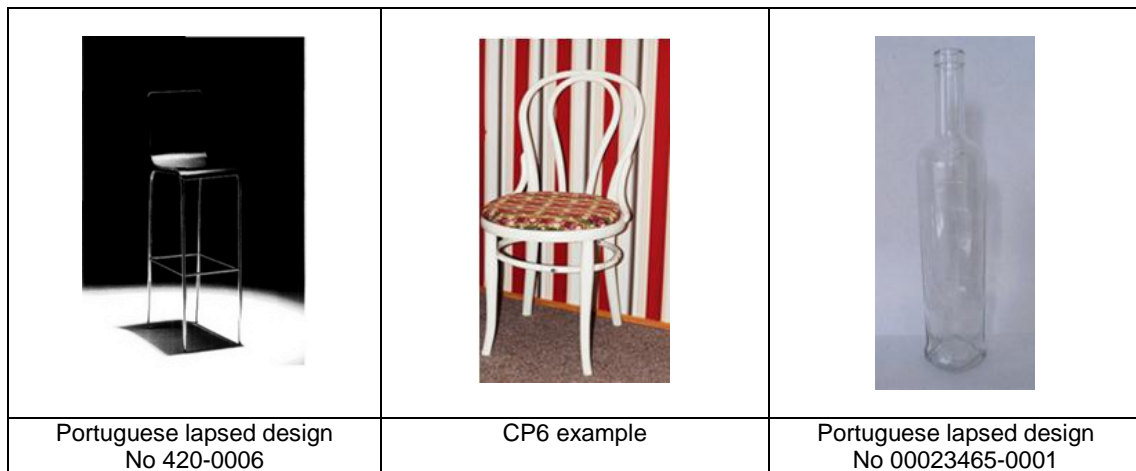 Portuguese lapsed design
No 420-0006
CP6 example
Portuguese lapsed design
No 00023465-0001